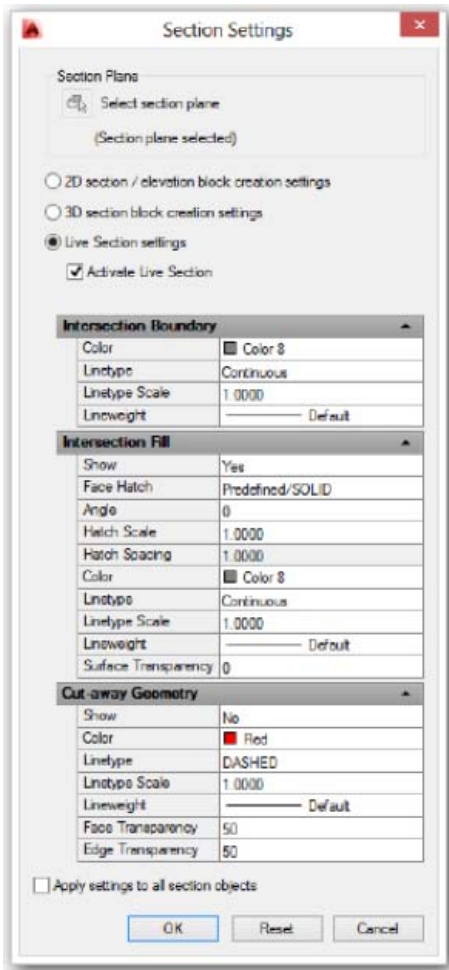 Section Settings
Section Plane
Select section plane
(Section plane selected)
2D section / elevation block creation settings
3D section block creation settings
Live Section settings
Activate Live Section
Intersection Boundary
Color Color 8
Linetype Continuous
Linetype Scale 1.0000
Lineweight Default
Intersection Fill
Show Yes
Face Hatch Predefined/SOLID
Angle 0
Hatch Scale 1.0000
Hatch Spacing 1.0000
Color Color 8
Linetype Continuous
Linetype Scale 1.0000
Lineweight Default
Surface Transparency 0
Cut-away Geometry
Show No
Color Red
Linetype DASHED
Linetype Scale 1.0000
Lineweight Default
Face Transparency 50
Edge Transparency 50
Apply settings to all section objects
OK Reset Cancel